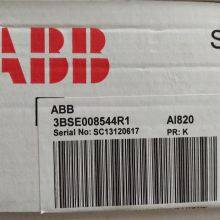 ABB
S
ABB
3BSE008544R1 AI820
Serial No: SC13120617 PR: K